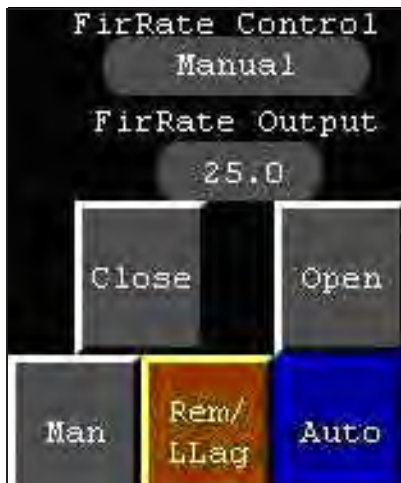 FirRate Control
Manual
FirRate Output
25.0
Close Open
Man Rem/ LLag Auto